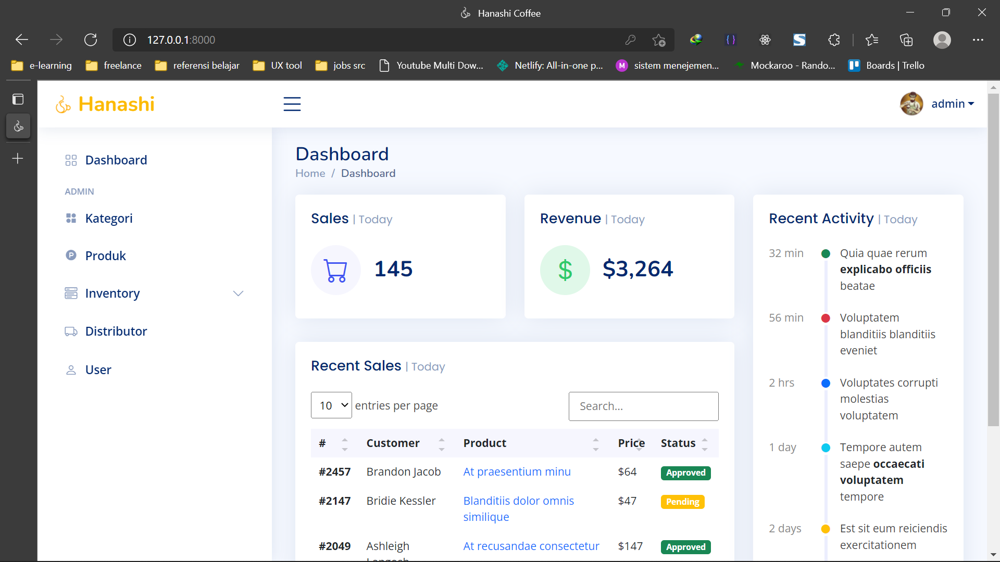 Hanashi Coffee
127.0.0.1:8000
e-learning
freelance
referensi belajar
UX tool
jobs src
Youtube Multi Dow...
Netlify: All-in-one p...
M
sistem menejemen...
Mockaroo - Rando...
Boards | Trello
Hanashi
admin
Dashboard
ADMIN
Kategori
Produk
Inventory
Distributor
User
Dashboard
Home / Dashboard
Sales | Today
145
Revenue | Today
$ $3,264
Recent Sales | Today
10 entries per page
Search...
# Customer Product Price Status
#2457 Brandon Jacob At praesentium minu $64 Approved
#2147 Bridie Kessler Blanditiis dolor omnis $47 Pending
similique
#2049 Ashleigh At recusandae consectetur $147 Approved
Recent Activity | Today
32 min Quia quae rerum
explicabo officiis
beatae
56 min Voluptatem
blanditiis blanditiis
eveniet
2 hrs Voluptates corrupti
molestias
voluptatem
1 day Tempore autem
saepe occaecati
voluptatem
tempore
2 days Est sit eum reiciendis
exercitationem